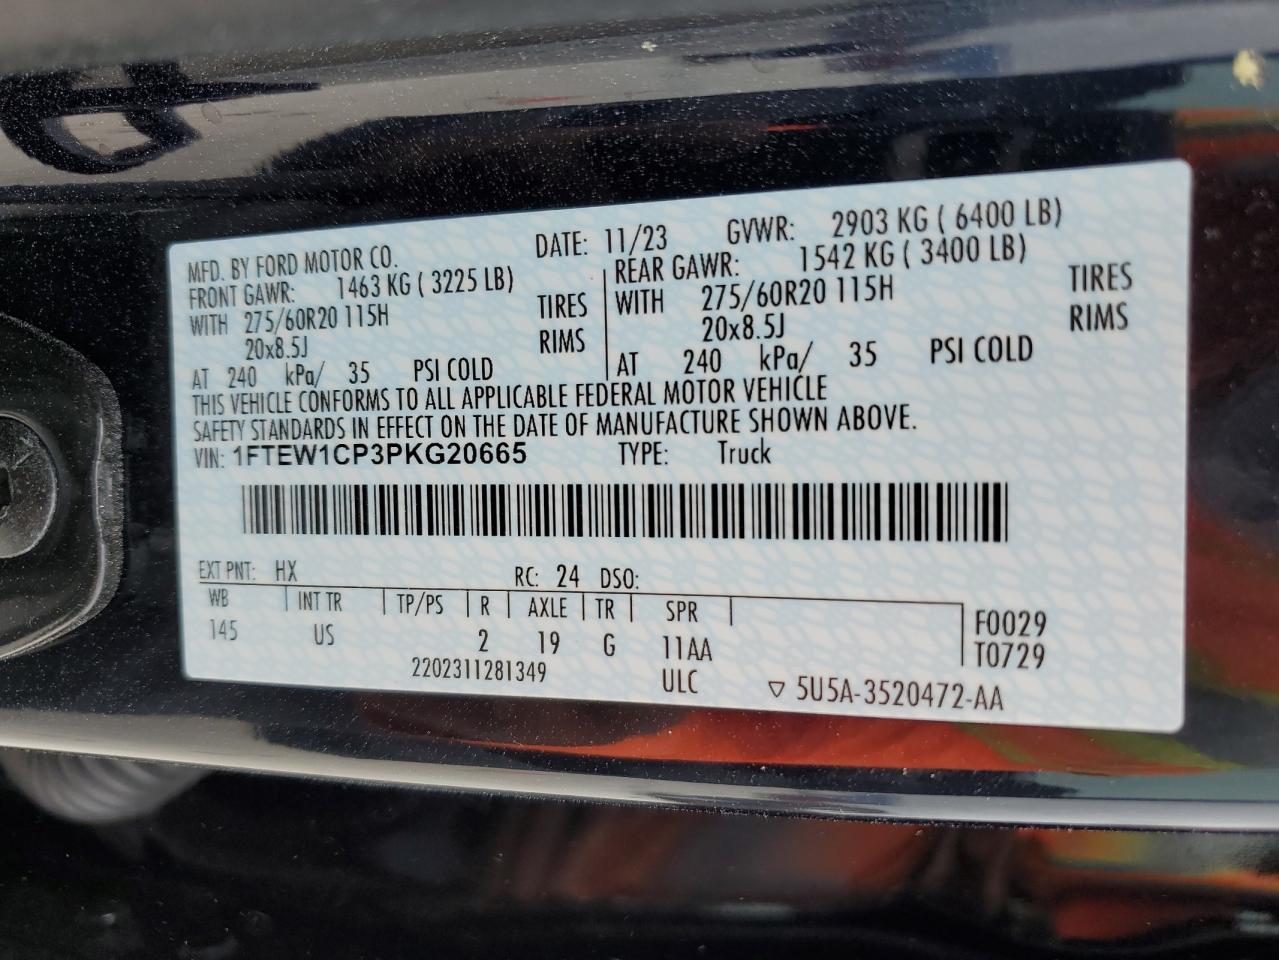 MFD. BY FORD MOTOR CO. DATE: 11/23 GVWR: 2903 KG ( 6400 LB)
FRONT GAWR: 1463 KG ( 3225 LB) REAR GAWR: 1542 KG ( 3400 LB)
WITH 275/60R20 115H TIRES WITH 275/60R20 115H TIRES
20x8.5J RIMS 20x8.5J RIMS
AT 240 kPa/ 35 PSI COLD AT 240 kPa/ 35 PSI COLD
THIS VEHICLE CONFORMS TO ALL APPLICABLE FEDERAL MOTOR VEHICLE
SAFETY STANDARDS IN EFFECT ON THE DATE OF MANUFACTURE SHOWN ABOVE.
VIN: 1FTEW1CP3PKG20665 TYPE: Truck
EXT PNT: HX RC: 24 DSO:
WB INT TR TP/PS R AXLE TR SPR F0029
145 US 2 19 G 11AA T0729
2202311281349 ULC ▽ 5U5A-3520472-AA